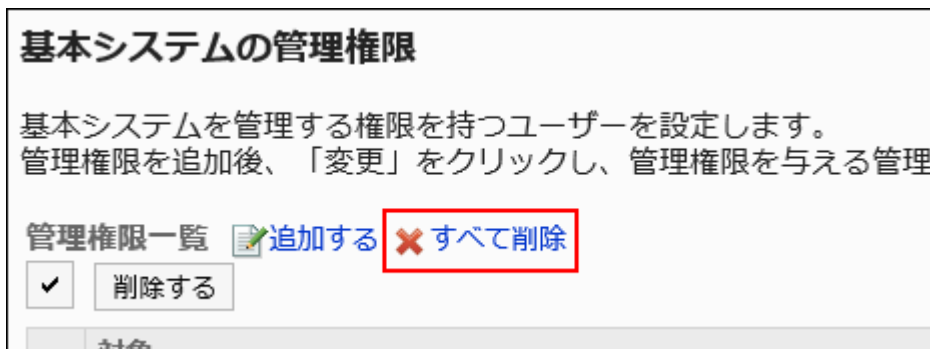 基本システムの管理権限
基本システムを管理する権限を持つユーザーを設定します。
管理権限を追加後、「変更」をクリックし、管理権限を与える管理
管理権限一覧 追加する すべて削除
削除する
対象